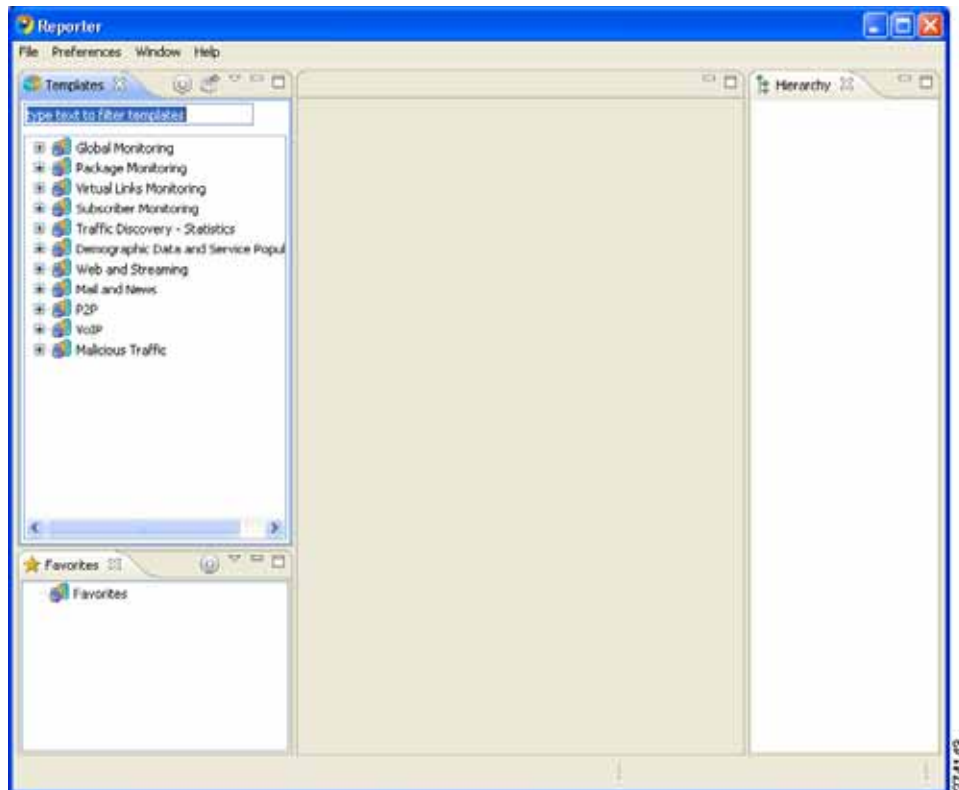 Reporter
File Preferences Window Help
Templates
type text to filter templates
Global Monitoring
Package Monitoring
Virtual Links Monitoring
Subscriber Monitoring
Traffic Discovery - Statistics
Demographic Data and Service Popul
Web and Streaming
Mail and News
P2P
VoIP
Malicious Traffic
Favorites
Favorites
Hierarchy